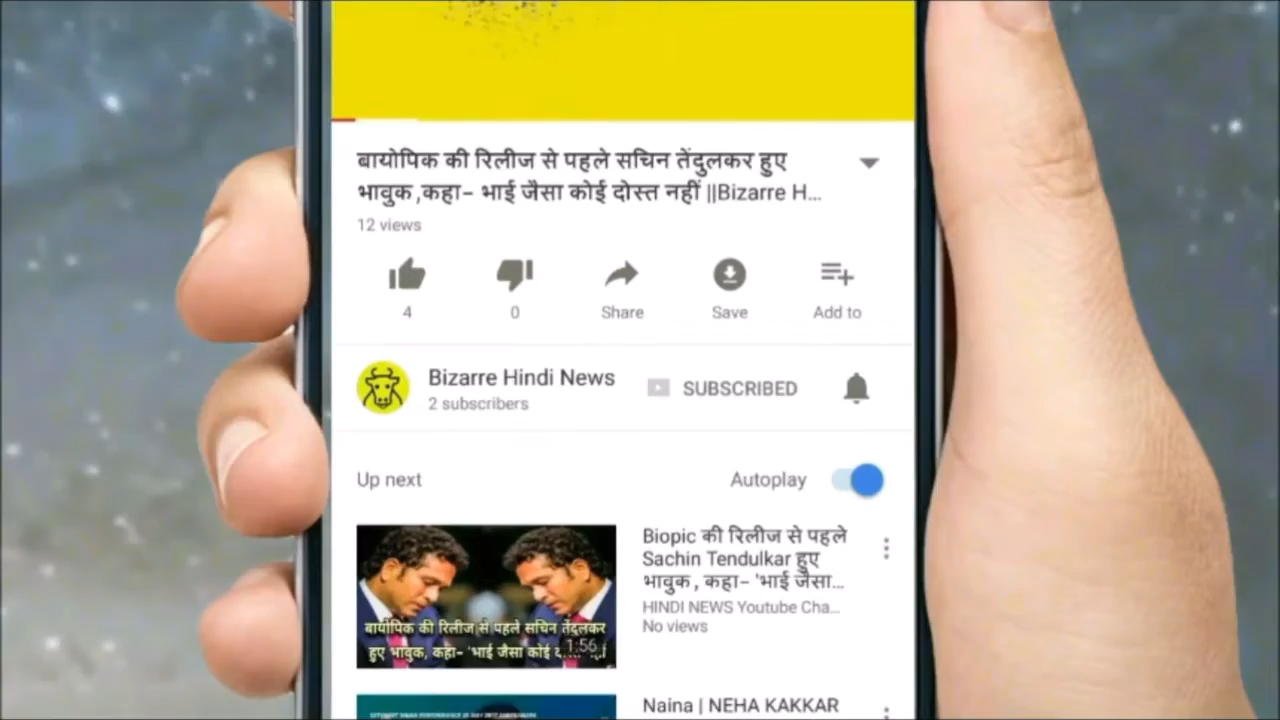 बायोपिक की रिलीज से पहले सचिन तेंदुलकर हुए
भावुक,कहा- भाई जैसा कोई दोस्त नहीं ||Bizarre H...
12 views
4
0
Share
Save
Add to
Bizarre Hindi News
2 subscribers
SUBSCRIBED
Up next
Autoplay
Biopic की रिलीज से पहले
Sachin Tendulkar हुए
भावुक, कहा- 'भाई जैसा...
HINDI NEWS Youtube Cha...
No views
बायोपिक की रिलीज से पहले सचिन तेंदुलकर
हुए भावुक, कहा- 'भाई जैसा कोई
1:56
Naina | NEHA KAKKAR